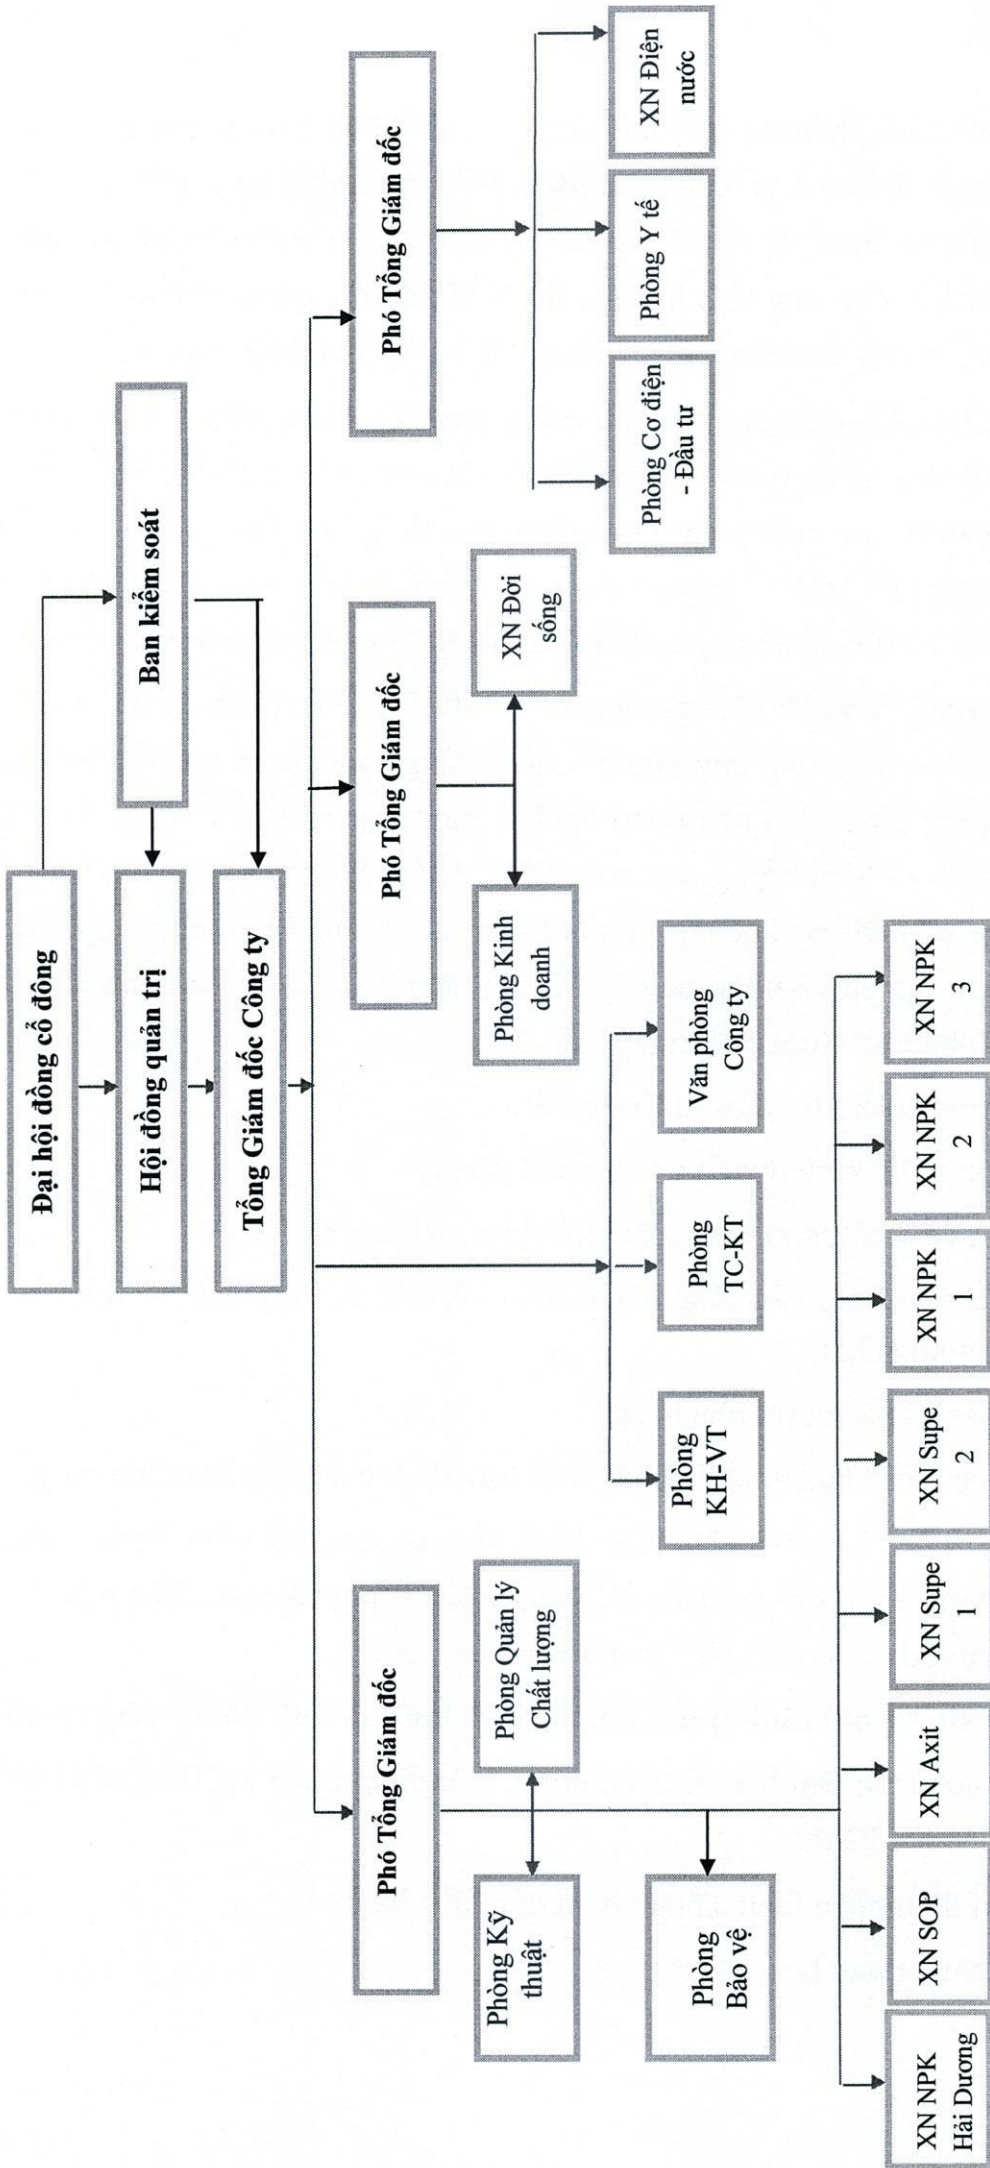 Đại hội đồng cổ đông
Ban kiểm soát
Hội đồng quản trị
Tổng Giám đốc Công ty
Phó Tổng Giám đốc
Phó Tổng Giám đốc
Phó Tổng Giám đốc
Phòng Kỹ
thuật
Phòng Quản lý
Chất lượng
Phòng Kinh
doanh
XN Đời
sống
Phòng Cơ điện
- Đầu tư
Phòng Y tế
XN Điện
nước
Phòng
Bảo vệ
Phòng
KH-VT
Phòng
TC-KT
Văn phòng
Công ty
XN NPK
Hải Dương
XN SOP
XN Axit
XN Supe
1
XN Supe
2
XN NPK
1
XN NPK
2
XN NPK
3